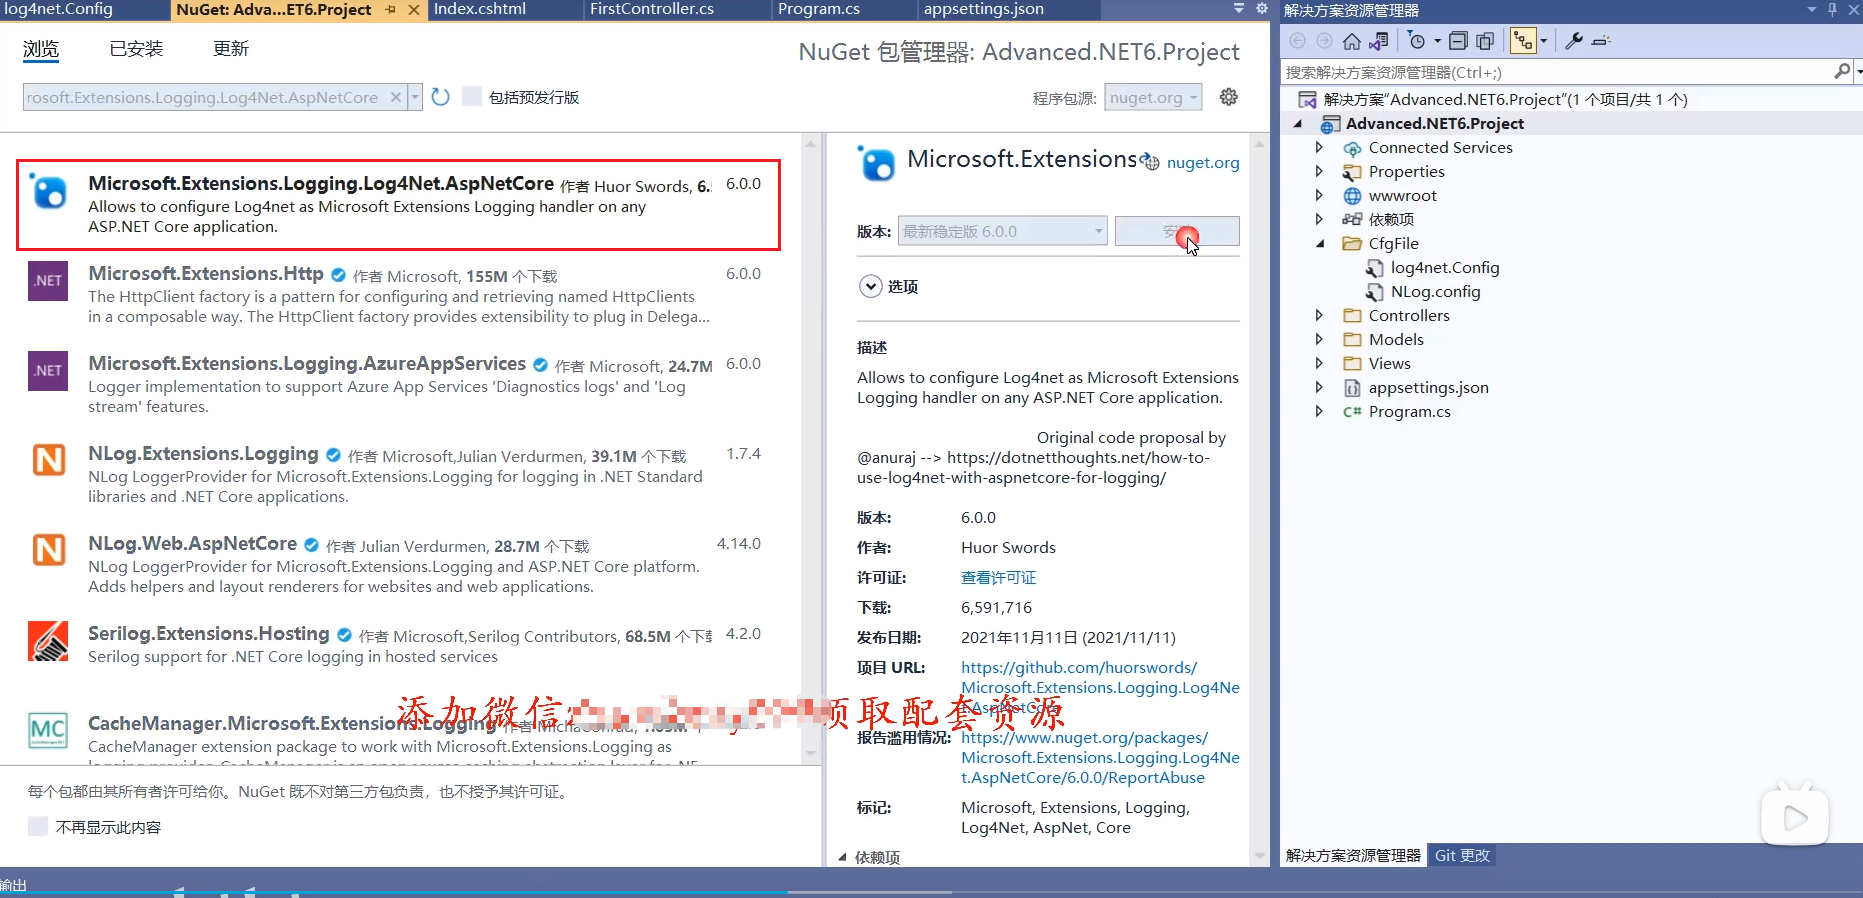 log4net.Config
NuGet: Adva...ET6.Project
Index.cshtml
FirstController.cs
Program.cs
appsettings.json
浏览
已安装
更新
NuGet 包管理器: Advanced.NET6.Project
rosoft.Extensions.Logging.Log4Net.AspNetCore
包括预发行版
程序包源: nuget.org
Microsoft.Extensions.Logging.Log4Net.AspNetCore 作者 Huor Swords, 6.
6.0.0
Allows to configure Log4net as Microsoft Extensions Logging handler on any
ASP.NET Core application.
.NET
Microsoft.Extensions.Http 作者 Microsoft, 155M 个下载
6.0.0
The HttpClient factory is a pattern for configuring and retrieving named HttpClients
in a composable way. The HttpClient factory provides extensibility to plug in Delega...
.NET
Microsoft.Extensions.Logging.AzureAppServices 作者 Microsoft, 24.7M
6.0.0
Logger implementation to support Azure App Services 'Diagnostics logs' and 'Log
stream' features.
N
NLog.Extensions.Logging 作者 Microsoft,Julian Verdurmen, 39.1M 个下载
1.7.4
NLog LoggerProvider for Microsoft.Extensions.Logging for logging in .NET Standard
libraries and .NET Core applications.
N
NLog.Web.AspNetCore 作者 Julian Verdurmen, 28.7M 个下载
4.14.0
NLog LoggerProvider for Microsoft.Extensions.Logging and ASP.NET Core platform.
Adds helpers and layout renderers for websites and web applications.
Serilog.Extensions.Hosting 作者 Microsoft,Serilog Contributors, 68.5M 个下
4.2.0
Serilog support for .NET Core logging in hosted services
MC
CacheManager.Microsoft.Extensions.Logging 作者
CacheManager extension package to work with Microsoft.Extensions.Logging as
添加微信 领取配套资源
每个包都由其所有者许可给你。NuGet 既不对第三方包负责，也不授予其许可证。
不再显示此内容
Microsoft.Extensions
nuget.org
版本: 最新稳定版 6.0.0
选项
描述
Allows to configure Log4net as Microsoft Extensions
Logging handler on any ASP.NET Core application.
Original code proposal by
@anuraj --> https://dotnetthoughts.net/how-to-
use-log4net-with-aspnetcore-for-logging/
版本: 6.0.0
作者: Huor Swords
许可证: 查看许可证
下载: 6,591,716
发布日期: 2021年11月11日 (2021/11/11)
项目 URL: https://github.com/huorswords/
Microsoft.Extensions.Logging.Log4Ne
t.AspNetCore
报告滥用情况: https://www.nuget.org/packages/
Microsoft.Extensions.Logging.Log4Ne
t.AspNetCore/6.0.0/ReportAbuse
标记: Microsoft, Extensions, Logging,
Log4Net, AspNet, Core
依赖项
解决方案资源管理器
搜索解决方案资源管理器(Ctrl+;)
解决方案"Advanced.NET6.Project"(1 个项目/共 1 个)
Advanced.NET6.Project
Connected Services
Properties
wwwroot
依赖项
CfgFile
log4net.Config
NLog.config
Controllers
Models
Views
appsettings.json
C# Program.cs
解决方案资源管理器
Git 更改
输出